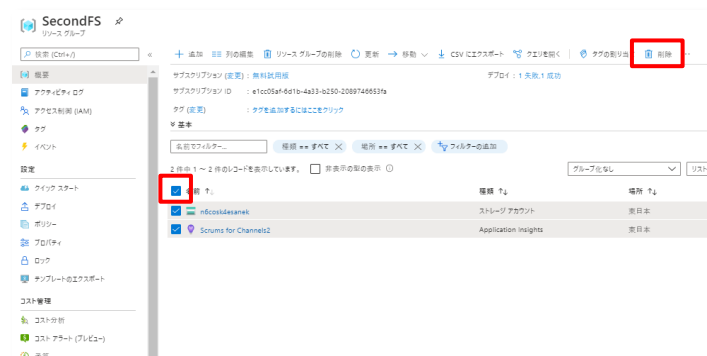 SecondFS
リソース グループ
検索 (Ctrl+/)
«
追加 列の編集 リソース グループの削除 更新 移動 CSV にエクスポート クエリを開く タグの割り当 削除 ...
概要
アクティビティ ログ
アクセス制御 (IAM)
タグ
イベント
設定
クイック スタート
デプロイ
ポリシー
プロパティ
ロック
テンプレートのエクスポート
コスト管理
コスト分析
コスト アラート (プレビュー)
サブスクリプション (変更) : 無料試用版
デプロイ : 1 失敗,1 成功
サブスクリプション ID : e1cc05af-6d1b-4a33-b250-2089746653fa
タグ (変更) : タグを追加するにはここをクリック
基本
名前でフィルター...
種類 == すべて
場所 == すべて
フィルターの追加
2 件中 1 ~ 2 件のレコードを表示しています。
非表示の型の表示
グループ化なし
リスト
名前 ↑↓ 種類 ↑↓ 場所 ↑↓
n6cosk4esanek ストレージ アカウント 東日本
Scrums for Channels2 Application Insights 東日本